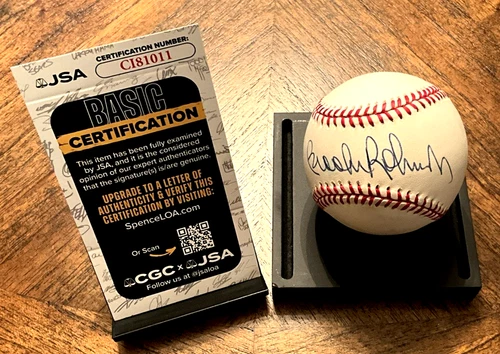 JSA
CERTIFICATION NUMBER:
CI81011
BASIC
CERTIFICATION
This item has been fully examined
by JSA, and it is the considered
opinion of our expert authenticators
that the signature(s) is/are genuine.
UPGRADE TO A LETTER OF
AUTHENTICITY & VERIFY THIS
CERTIFICATION BY VISITING:
SpenceLOA.com
Or Scan
CGC x JSA
Follow us at @jsaloa
Brooks Robinson